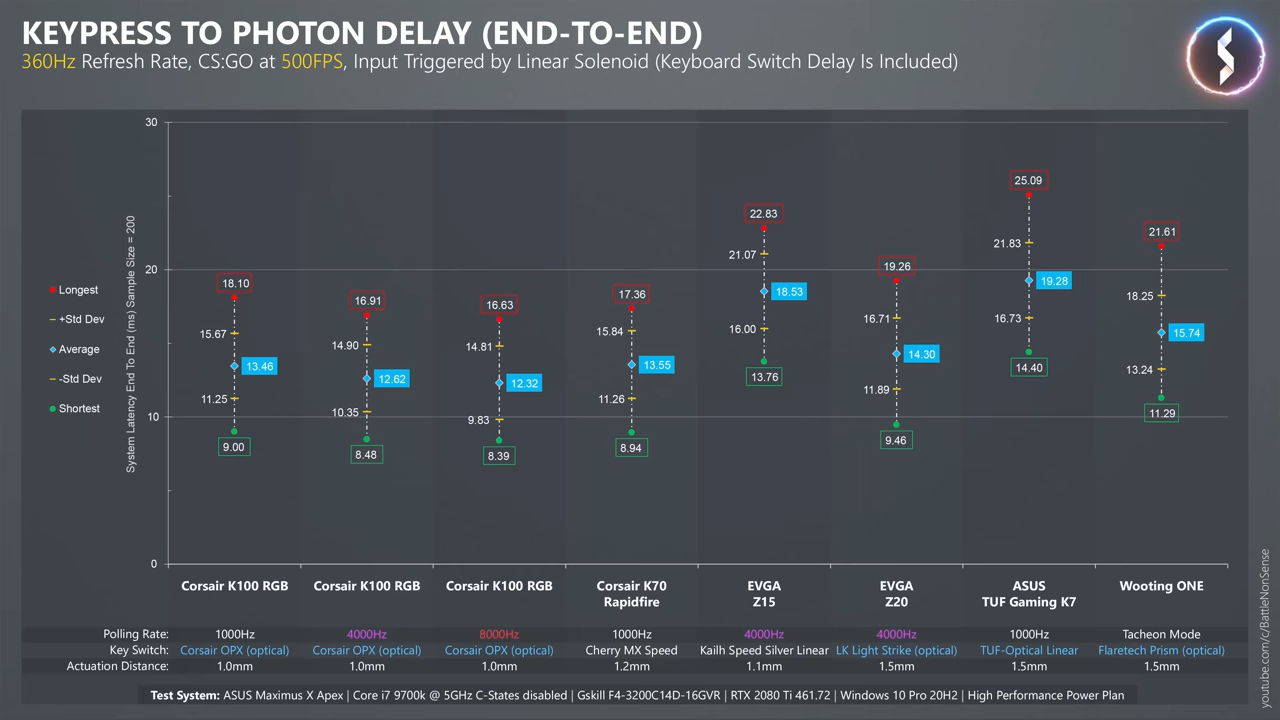 KEYPRESS TO PHOTON DELAY (END-TO-END)
360Hz Refresh Rate, CS:GO at 500FPS, Input Triggered by Linear Solenoid (Keyboard Switch Delay Is Included)
System Latency End To End (ms) Sample Size = 200
30
20
10
0
Longest
+Std Dev
Average
-Std Dev
Shortest
18.10
15.67
13.46
11.25
9.00
16.91
14.90
12.62
10.35
8.48
16.63
14.81
12.32
9.83
8.39
17.36
15.84
13.55
11.26
8.94
22.83
21.07
18.53
16.00
13.76
19.26
16.71
14.30
11.89
9.46
25.09
21.83
19.28
16.73
14.40
21.61
18.25
15.74
13.24
11.29
Corsair K100 RGB
Corsair K100 RGB
Corsair K100 RGB
Corsair K70
Rapidfire
EVGA
Z15
EVGA
Z20
ASUS
TUF Gaming K7
Wooting ONE
Polling Rate: 1000Hz 4000Hz 8000Hz 1000Hz 4000Hz 4000Hz 1000Hz Tacheon Mode
Key Switch: Corsair OPX (optical) Corsair OPX (optical) Corsair OPX (optical) Cherry MX Speed Kailh Speed Silver Linear LK Light Strike (optical) TUF-Optical Linear Flaretech Prism (optical)
Actuation Distance: 1.0mm 1.0mm 1.0mm 1.2mm 1.1mm 1.5mm 1.5mm 1.5mm
Test System: ASUS Maximus X Apex | Core i7 9700k @ 5GHz C-States disabled | Gskill F4-3200C14D-16GVR | RTX 2080 Ti 461.72 | Windows 10 Pro 20H2 | High Performance Power Plan
youtube.com/c/BattleNonSense